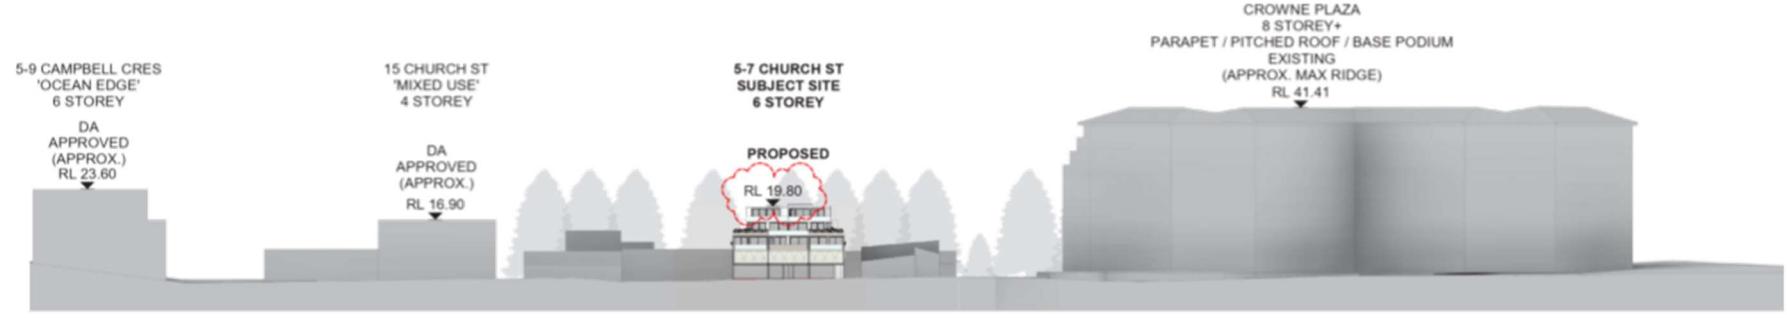 5-9 CAMPBELL CRES
'OCEAN EDGE'
6 STOREY
DA
APPROVED
(APPROX.)
RL 23.60
15 CHURCH ST
'MIXED USE'
4 STOREY
DA
APPROVED
(APPROX.)
RL 16.90
5-7 CHURCH ST
SUBJECT SITE
6 STOREY
PROPOSED
RL 19.80
CROWNE PLAZA
8 STOREY+
PARAPET / PITCHED ROOF / BASE PODIUM
EXISTING
(APPROX. MAX RIDGE)
RL 41.41